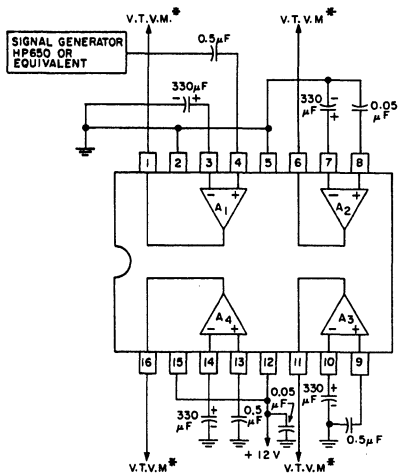 V.T.V.M.* V.T.V.M*
SIGNAL GENERATOR
HP650 OR
EQUIVALENT
0.5μF
330μF
- +
330
μF
-
+
0.05
μF
1 2 3 4 5 6 7 8
- + - +
A1 A2
A4 A3
- + - +
16 15 14 13 12 11 10 9
330
μF
+
-
0.5
μF
0.05
μF
330
μF
+
-
0.5μF
+ 12V
V.T.V.M* V.T.V.M*